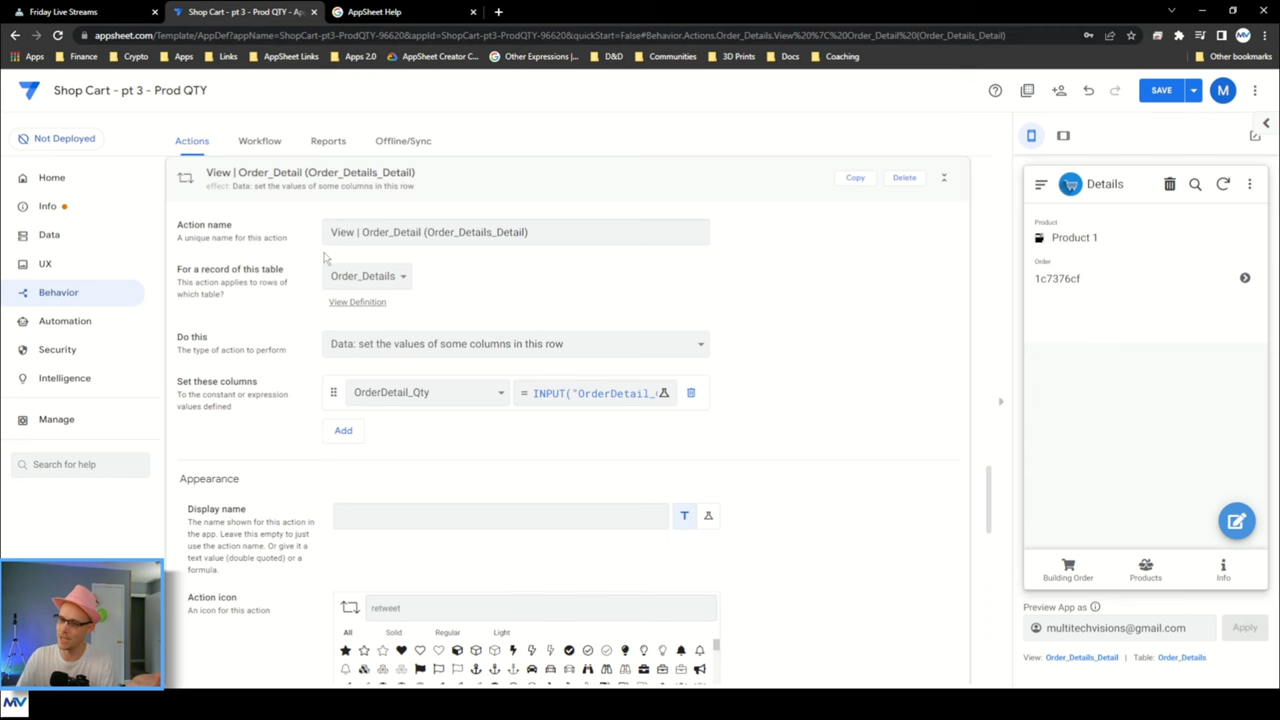 Friday Live Streams
Shop Cart - pt 3 - Prod QTY - Ap
AppSheet Help
appsheet.com/Template/AppDef?appName=ShopCart-pt3-ProdQTY-96620&appId=ShopCart-pt3-ProdQTY-96620&quickStart=False#Behavior.Actions.Order_Details.View%20%7C%20Order_Detail%20(Order_Details_Detail)
Apps Finance Crypto Apps Links AppSheet Links Apps 2.0 AppSheet Creator C... Other Expressions |... D&D Communities 3D Prints Docs Coaching Other bookmarks
Shop Cart - pt 3 - Prod QTY
SAVE
M
Not Deployed
Actions Workflow Reports Offline/Sync
Home
Info
Data
UX
Behavior
Automation
Security
Intelligence
Manage
Search for help
View | Order_Detail (Order_Details_Detail)
effect: Data: set the values of some columns in this row
Copy
Delete
Action name
A unique name for this action
View | Order_Detail (Order_Details_Detail)
For a record of this table
This action applies to rows of
which table?
Order_Details
View Definition
Do this
The type of action to perform
Data: set the values of some columns in this row
Set these columns
To the constant or expression
values defined
OrderDetail_Qty
= INPUT("OrderDetail_
Add
Appearance
Display name
The name shown for this action in
the app. Leave this empty to just
use the action name. Or give it a
text value (double quoted) or a
formula.
T
Action icon
An icon for this action
retweet
All Solid Regular Light
Details
Product
Product 1
Order
1c7376cf
Building Order
Products
Info
Preview App as
multitechvisions@gmail.com
Apply
View: Order_Details_Detail | Table: Order_Details
MV